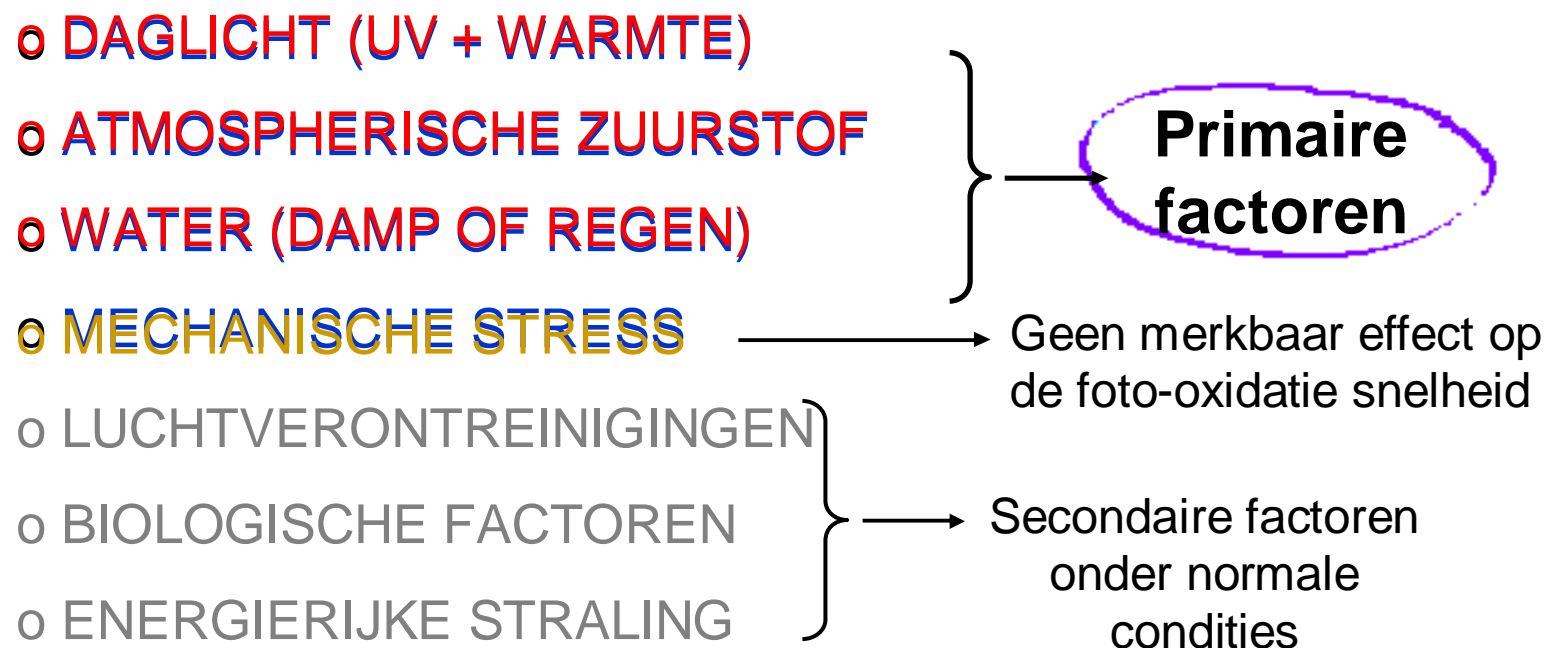 o DAGLICHT (UV + WARMTE)
o ATMOSPHERISCHE ZUURSTOF
o WATER (DAMP OF REGEN)
o MECHANISCHE STRESS
o LUCHTVERONTREINIGINGEN
o BIOLOGISCHE FACTOREN
o ENERGIERIJKE STRALING
Primaire
factoren
Geen merkbaar effect op
de foto-oxidatie snelheid
Secondaire factoren
onder normale
condities